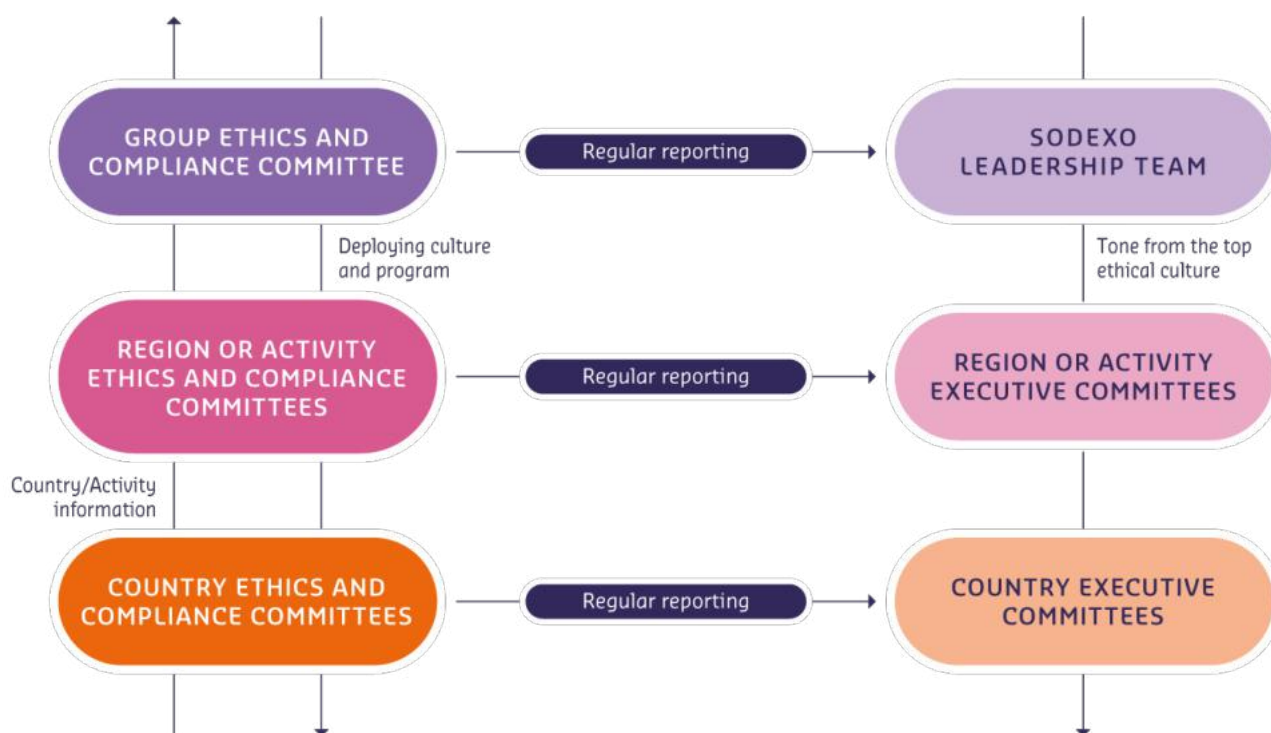 GROUP ETHICS AND
COMPLIANCE COMMITTEE
Regular reporting
SODEXO
LEADERSHIP TEAM
Deploying culture
and program
Tone from the top
ethical culture
REGION OR ACTIVITY
ETHICS AND COMPLIANCE
COMMITTEES
Regular reporting
REGION OR ACTIVITY
EXECUTIVE COMMITTEES
Country/Activity
information
COUNTRY ETHICS AND
COMPLIANCE COMMITTEES
Regular reporting
COUNTRY EXECUTIVE
COMMITTEES